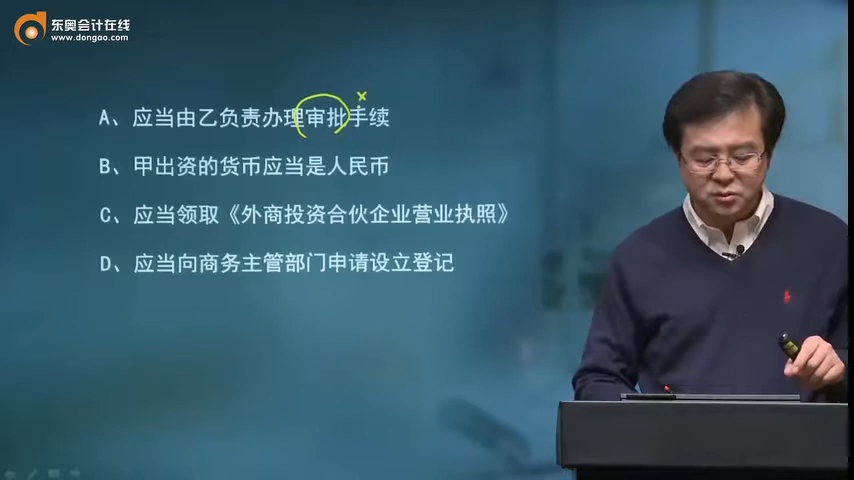 东奥会计在线
www.dongao.com
A、应当由乙负责办理审批手续
B、甲出资的货币应当是人民币
C、应当领取《外商投资合伙企业营业执照》
D、应当向商务主管部门申请设立登记